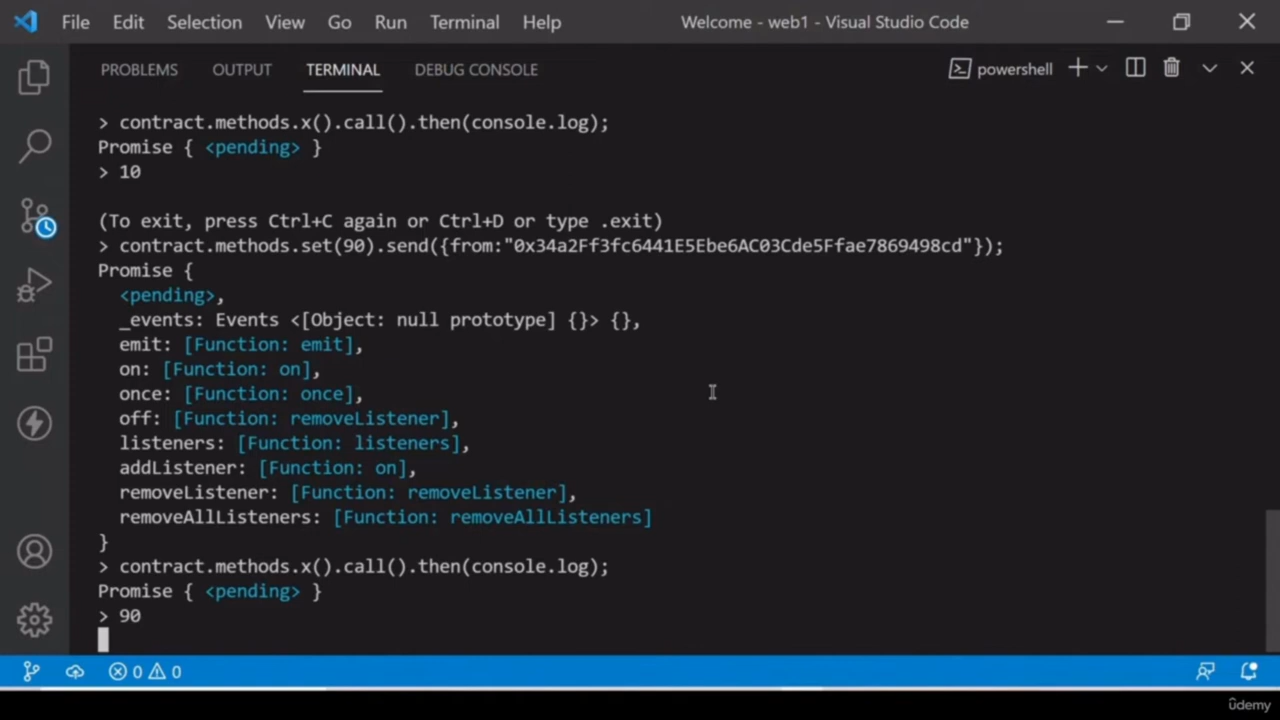 File Edit Selection View Go Run Terminal Help Welcome - web1 - Visual Studio Code
PROBLEMS OUTPUT TERMINAL DEBUG CONSOLE powershell
> contract.methods.x().call().then(console.log);
Promise { <pending> }
> 10
(To exit, press Ctrl+C again or Ctrl+D or type .exit)
> contract.methods.set(90).send({from:"0x34a2Ff3fc6441E5Ebe6AC03Cde5Ffae7869498cd"});
Promise {
<pending>,
_events: Events <[Object: null prototype] {}> {},
emit: [Function: emit],
on: [Function: on],
once: [Function: once],
off: [Function: removeListener],
listeners: [Function: listeners],
addListener: [Function: on],
removeListener: [Function: removeListener],
removeAllListeners: [Function: removeAllListeners]
}
> contract.methods.x().call().then(console.log);
Promise { <pending> }
> 90
0 0
ûdemy